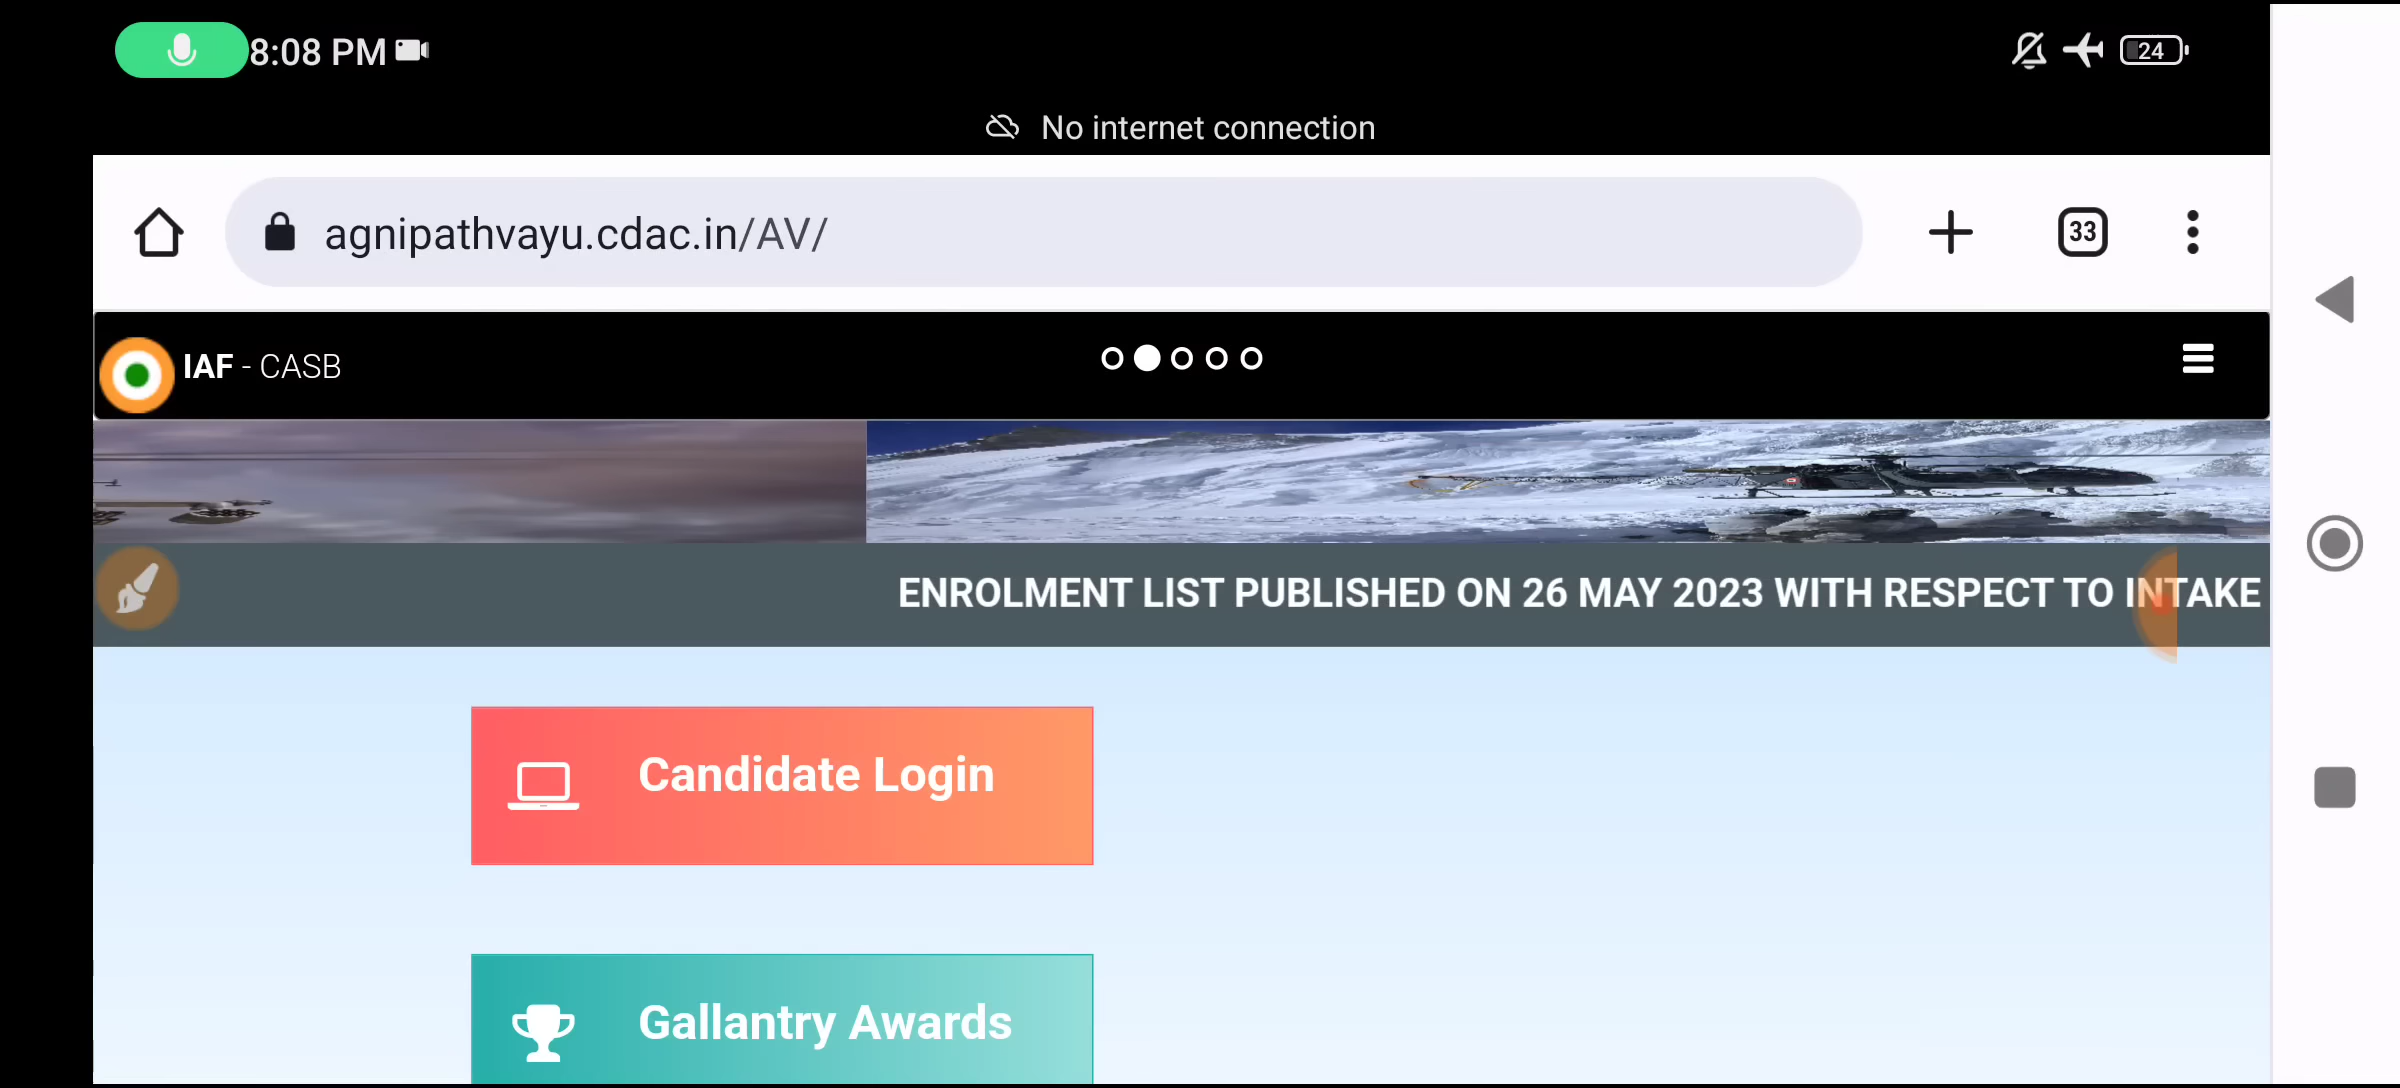 8:08 PM
24
No internet connection
agnipathvayu.cdac.in/AV/
33
IAF - CASB
ENROLMENT LIST PUBLISHED ON 26 MAY 2023 WITH RESPECT TO INTAKE
Candidate Login
Gallantry Awards